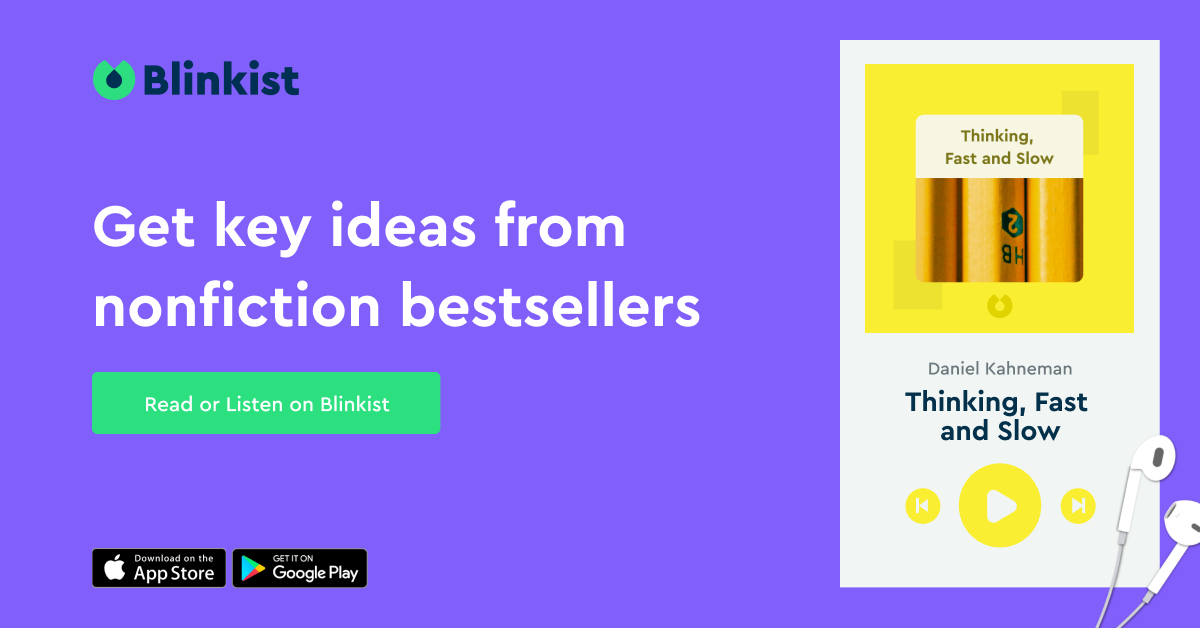 Blinkist
Get key ideas from
nonfiction bestsellers
Read or Listen on Blinkist
Download on the
App Store
GET IT ON
Google Play
Thinking,
Fast and Slow
2
HB
Daniel Kahneman
Thinking, Fast
and Slow